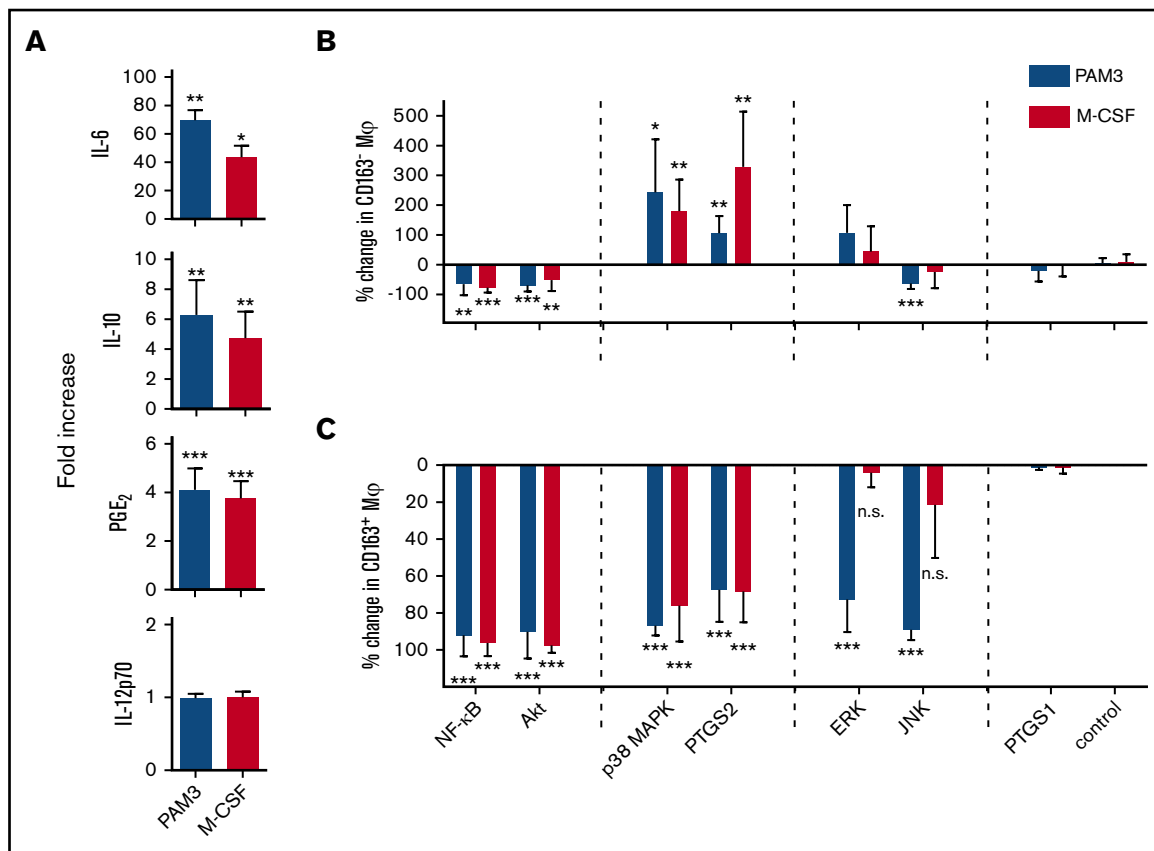 A
Fold increase
IL-6
100
80
60
40
20
0
**
*
IL-10
10
8
6
4
2
0
**
**
PGE2
6
4
2
0
***
***
IL-12p70
2
1
0
PAM3
M-CSF
B
PAM3
M-CSF
% change in CD163- Mφ
500
400
300
200
100
0
-100
**
***
***
**
*
**
**
**
***
C
% change in CD163+ Mφ
0
20
40
60
80
100
***
***
***
***
***
***
***
***
***
n.s.
***
n.s.
NF-κB
Akt
p38 MAPK
PTGS2
ERK
JNK
PTGS1
control